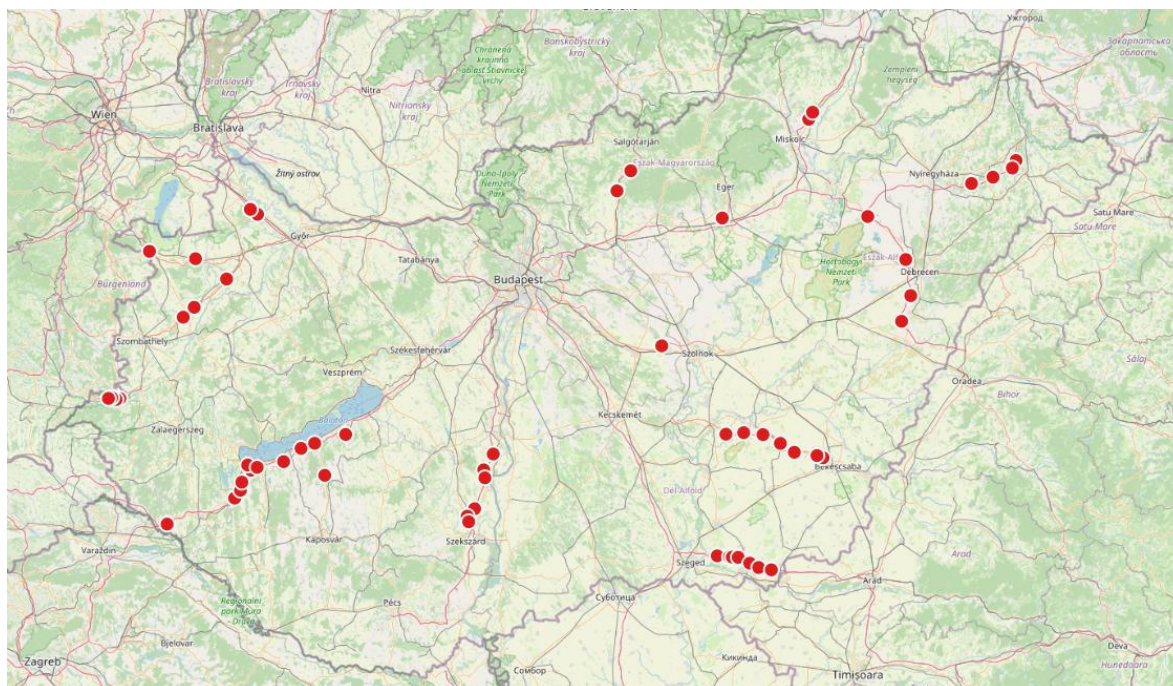 Ужгород
Banskobystrický
kraj
Chránená
krajinná
oblasť Štiavnické
vrchy
Закарпатська
область
Bratislavský
kraj
Trnavský
kraj
Nitra
Nitriansky
kraj
Zempléni
hegység
Wien
Bratislava
Salgótarján
Miskolc
Žitný ostrov
Duna-Ipoly
Nemzeti
Park
Észak-Magyarország
Nyíregyháza
Eger
Satu Mare
Satu Mare
Győr
Tatabánya
Budapest
Hortobágyi
Nemzeti
Park
Észak-Alf
Debrecen
Burgenland
Szombathely
Székesfehérvár
Szolnok
Sălaj
Veszprém
Oradea
Bihor
Kecskemét
Zalaegerszeg
Balaton
Békéscsaba
Dél-Alföld
Varaždin
Kaposvár
Szekszárd
Szeged
Arad
Arad
Pécs
Суботица
Regionalni
park Mura
Drava
Bjelovar
Zagreb
Сомбор
Кикинда
Timișoara
Deva
Hunedoara